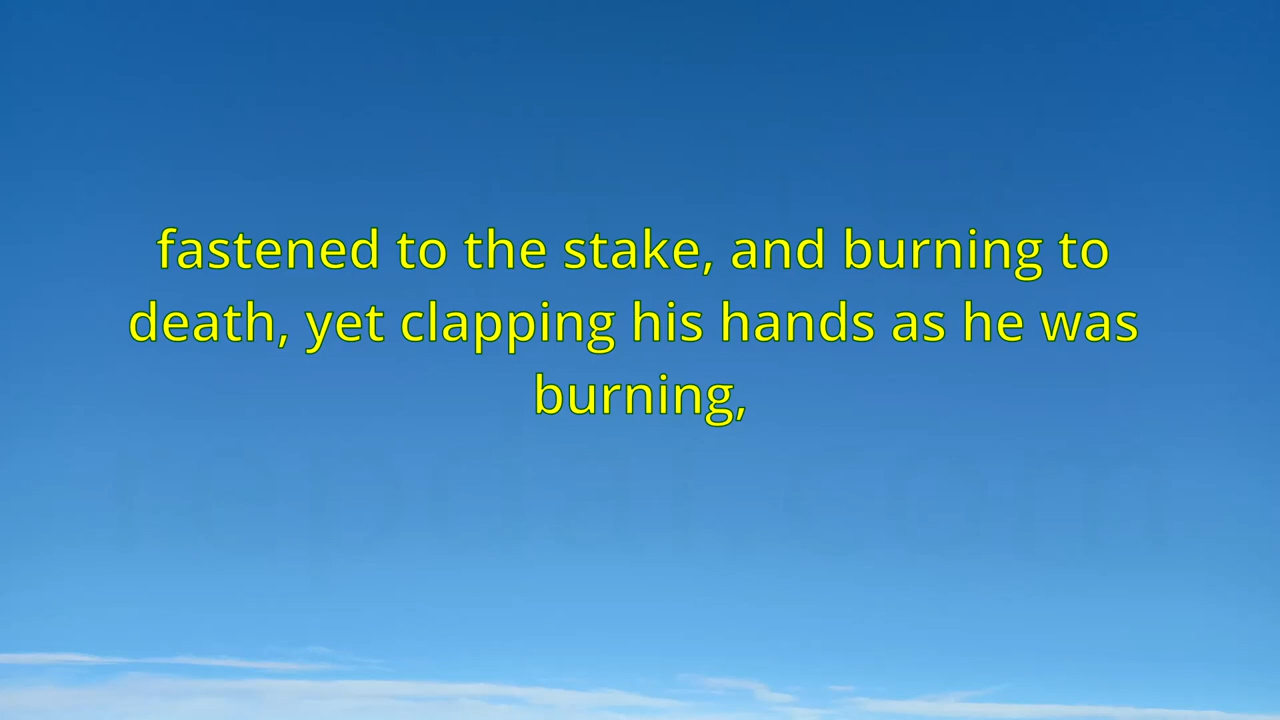 fastened to the stake, and burning to
death, yet clapping his hands as he was
burning,